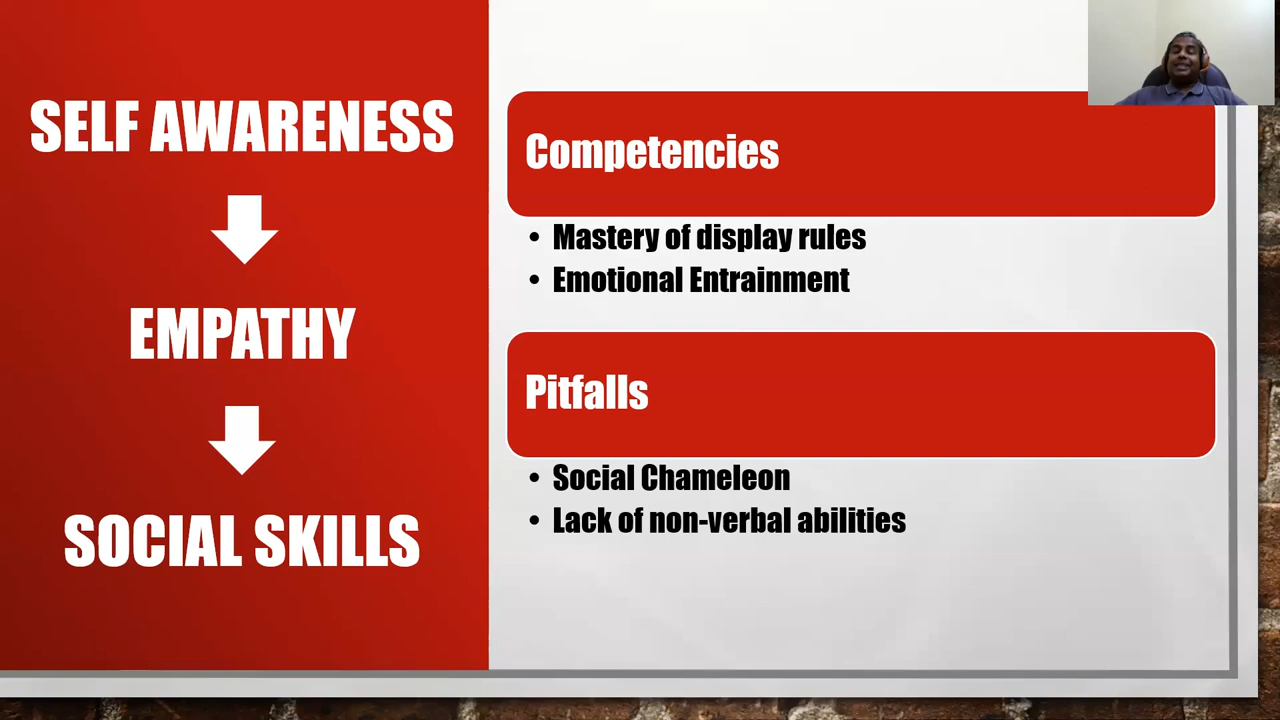 SELF AWARENESS
EMPATHY
SOCIAL SKILLS
Competencies
• Mastery of display rules
• Emotional Entrainment
Pitfalls
• Social Chameleon
• Lack of non-verbal abilities